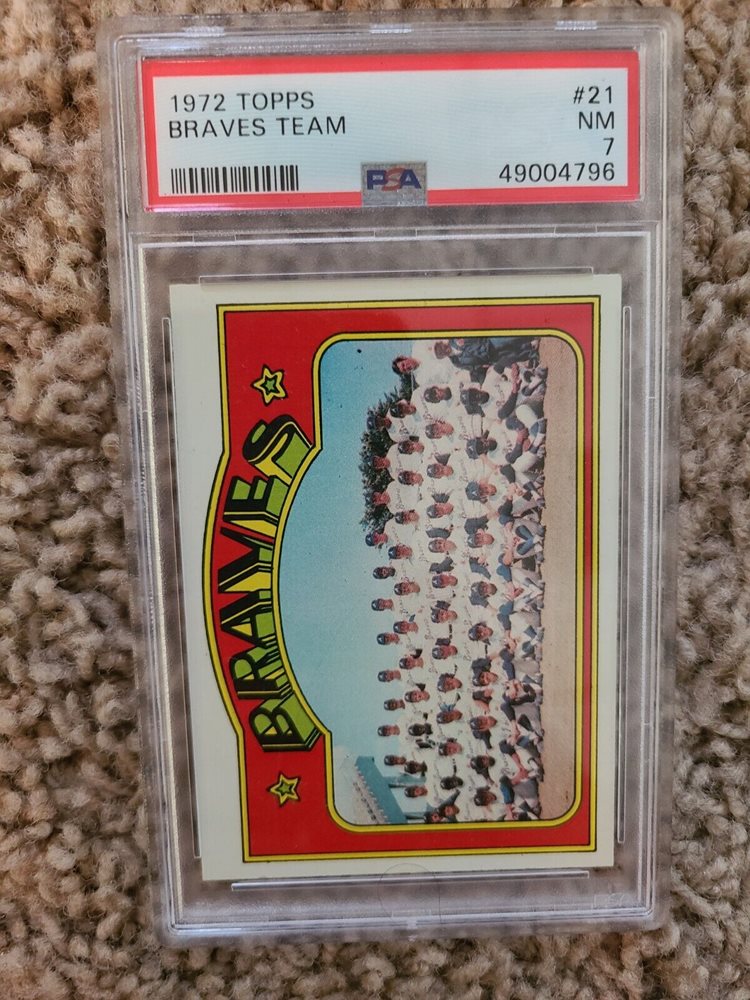 1972 TOPPS #21
BRAVES TEAM NM
7
PSA 49004796
BRAVES